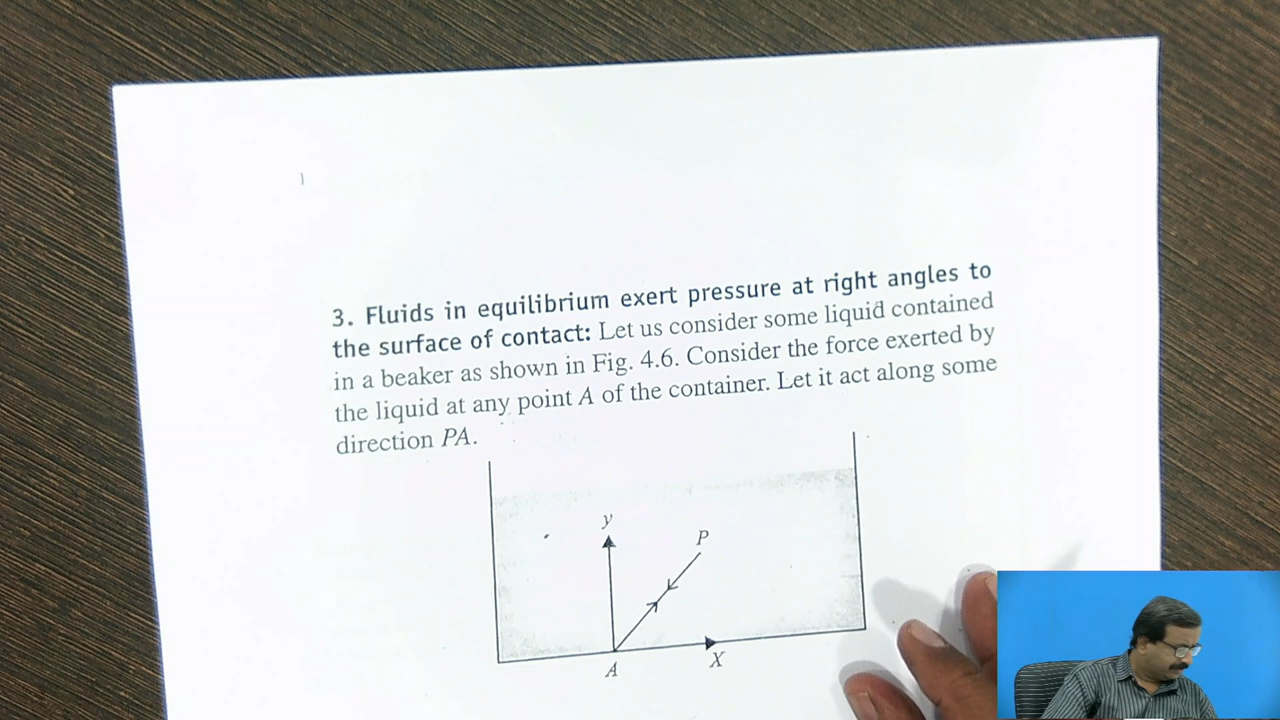 3. Fluids in equilibrium exert pressure at right angles to
the surface of contact: Let us consider some liquid contained
in a beaker as shown in Fig. 4.6. Consider the force exerted by
the liquid at any point A of the container. Let it act along some
direction PA.
y
P
A
X